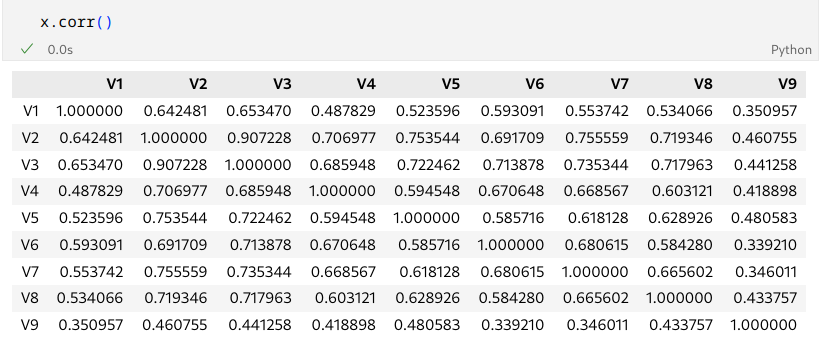 x.corr()
0.0s Python
V1 V2 V3 V4 V5 V6 V7 V8 V9
V1 1.000000 0.642481 0.653470 0.487829 0.523596 0.593091 0.553742 0.534066 0.350957
V2 0.642481 1.000000 0.907228 0.706977 0.753544 0.691709 0.755559 0.719346 0.460755
V3 0.653470 0.907228 1.000000 0.685948 0.722462 0.713878 0.735344 0.717963 0.441258
V4 0.487829 0.706977 0.685948 1.000000 0.594548 0.670648 0.668567 0.603121 0.418898
V5 0.523596 0.753544 0.722462 0.594548 1.000000 0.585716 0.618128 0.628926 0.480583
V6 0.593091 0.691709 0.713878 0.670648 0.585716 1.000000 0.680615 0.584280 0.339210
V7 0.553742 0.755559 0.735344 0.668567 0.618128 0.680615 1.000000 0.665602 0.346011
V8 0.534066 0.719346 0.717963 0.603121 0.628926 0.584280 0.665602 1.000000 0.433757
V9 0.350957 0.460755 0.441258 0.418898 0.480583 0.339210 0.346011 0.433757 1.000000